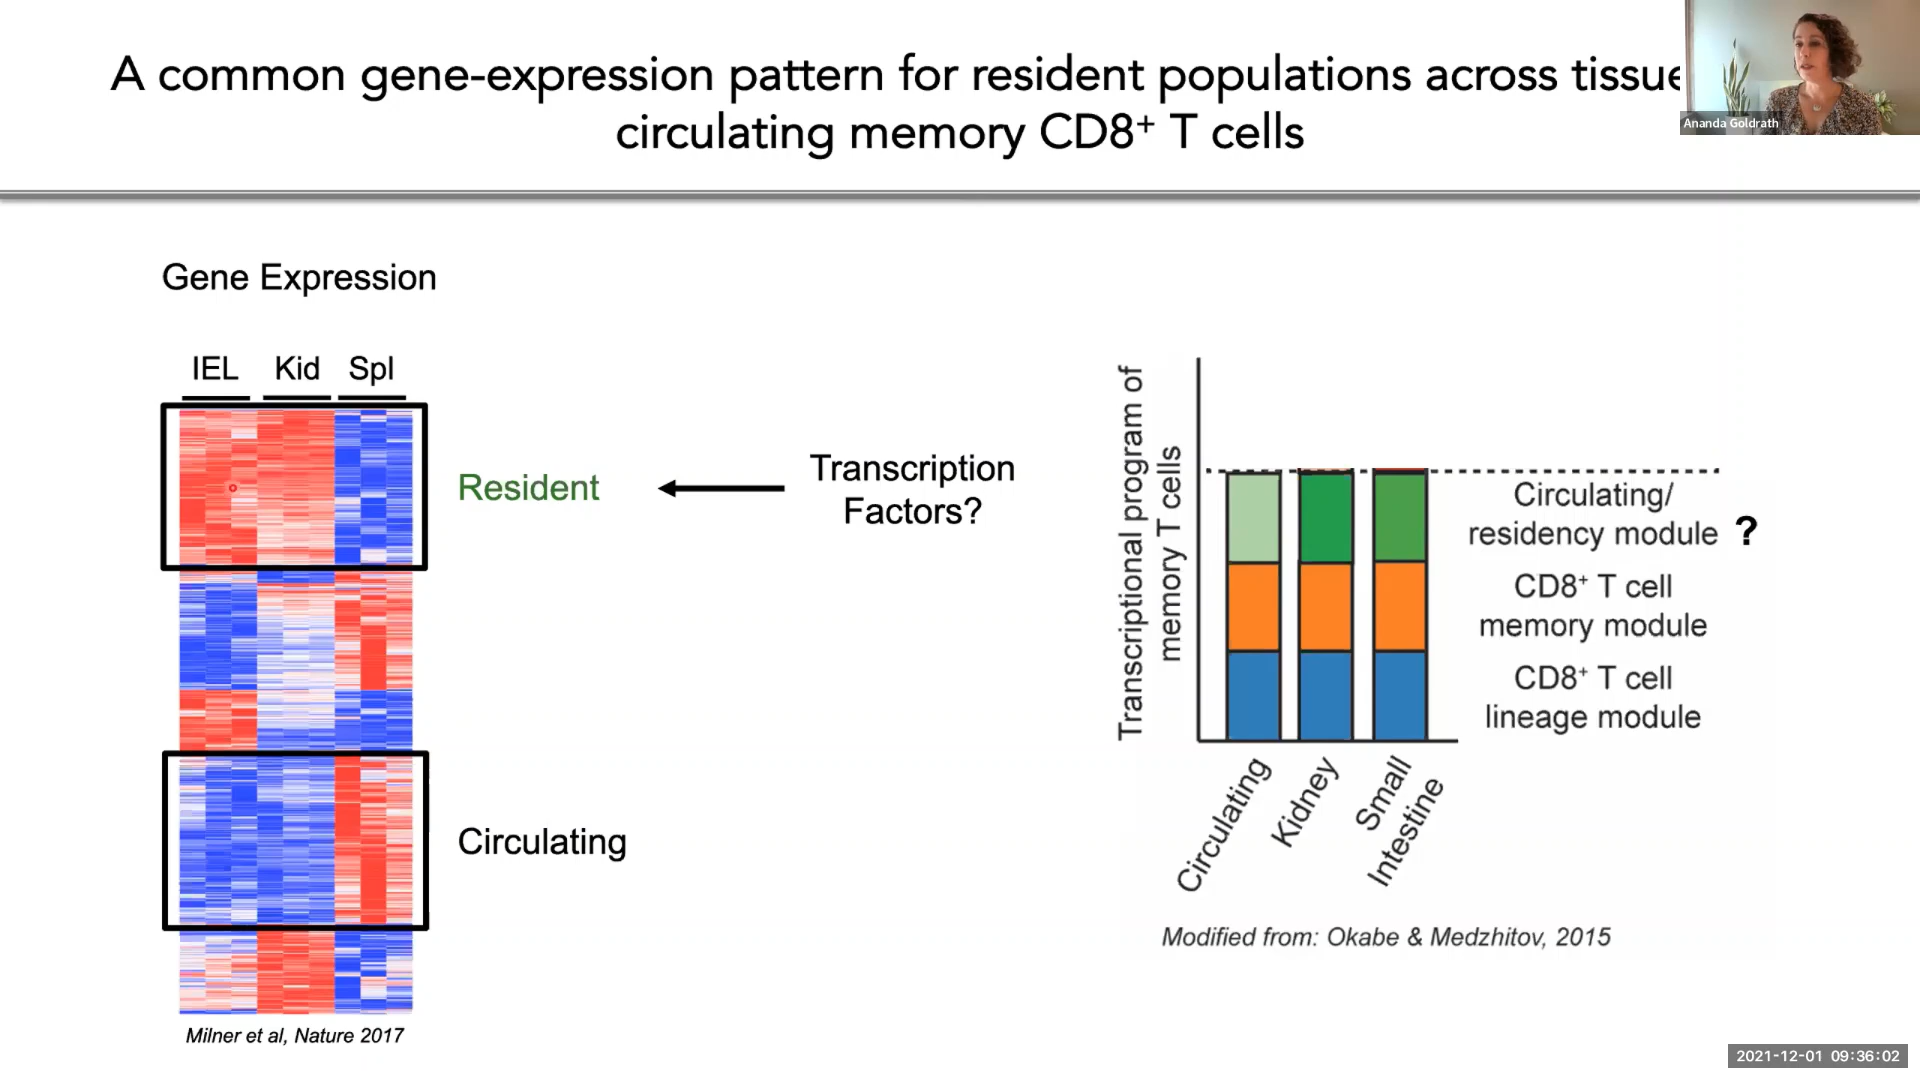 A common gene-expression pattern for resident populations across tissue
circulating memory CD8⁺ T cells
Ananda Goldrath
Gene Expression
IEL Kid Spl
Resident
Transcription
Factors?
Circulating
Milner et al, Nature 2017
Transcriptional program of
memory T cells
Circulating/
residency module ?
CD8⁺ T cell
memory module
CD8⁺ T cell
lineage module
Circulating
Kidney
Small
Intestine
Modified from: Okabe & Medzhitov, 2015
2021-12-01 09:36:02